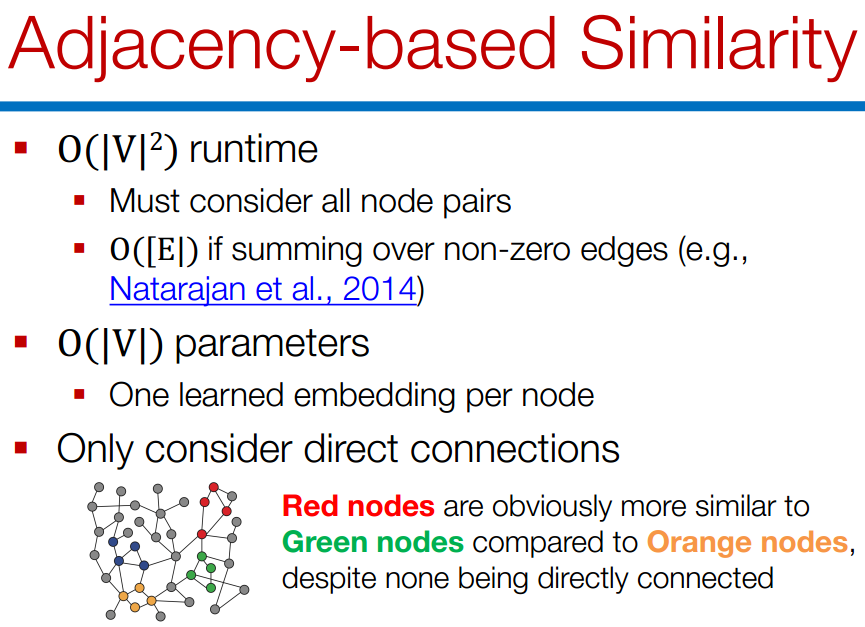 Adjacency-based Similarity
▪ O(|V|²) runtime
▪ Must consider all node pairs
▪ O([E|) if summing over non-zero edges (e.g.,
Natarajan et al., 2014)
▪ O(|V|) parameters
▪ One learned embedding per node
▪ Only consider direct connections
Red nodes are obviously more similar to
Green nodes compared to Orange nodes,
despite none being directly connected